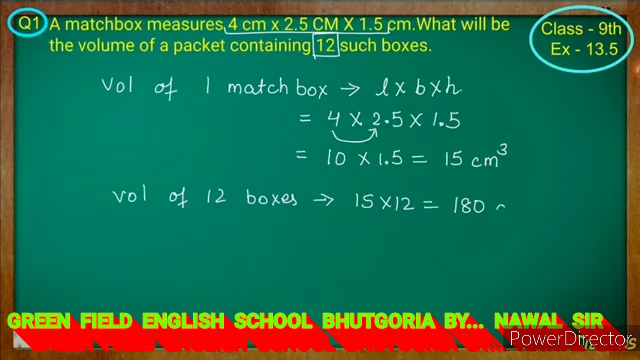 Q1 A matchbox measures 4 cm x 2.5 CM X 1.5 cm.What will be
the volume of a packet containing 12 such boxes.
Class - 9th
Ex - 13.5
Vol of 1 matchbox → l x b x h
= 4 x 2.5 x 1.5
= 10 x 1.5 = 15 cm³
vol of 12 boxes → 15 x 12 = 180
GREEN FIELD ENGLISH SCHOOL BHUTGORIA BY... NAWAL SIR
PowerDirector